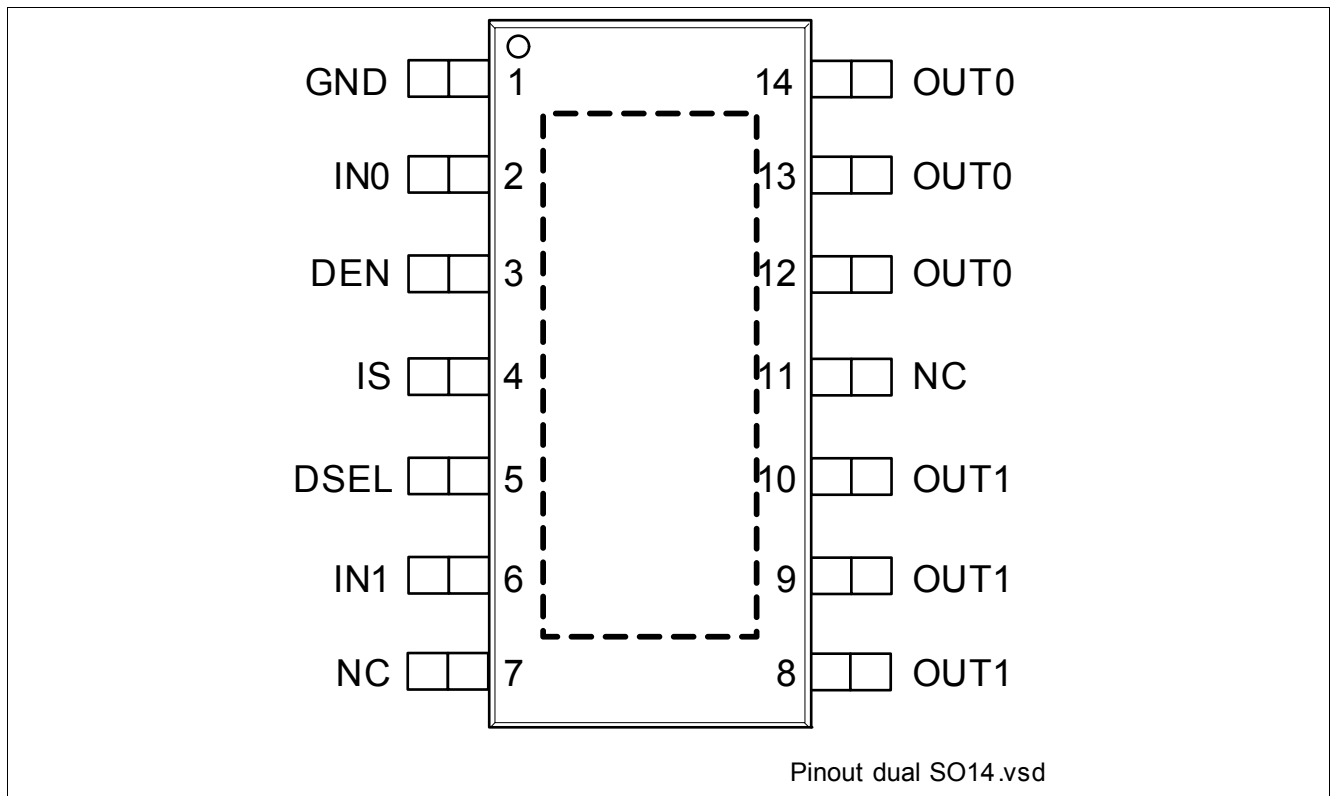 GND 1 14 OUT0
IN0 2 13 OUT0
DEN 3 12 OUT0
IS 4 11 NC
DSEL 5 10 OUT1
IN1 6 9 OUT1
NC 7 8 OUT1
Pinout dual SO14.vsd